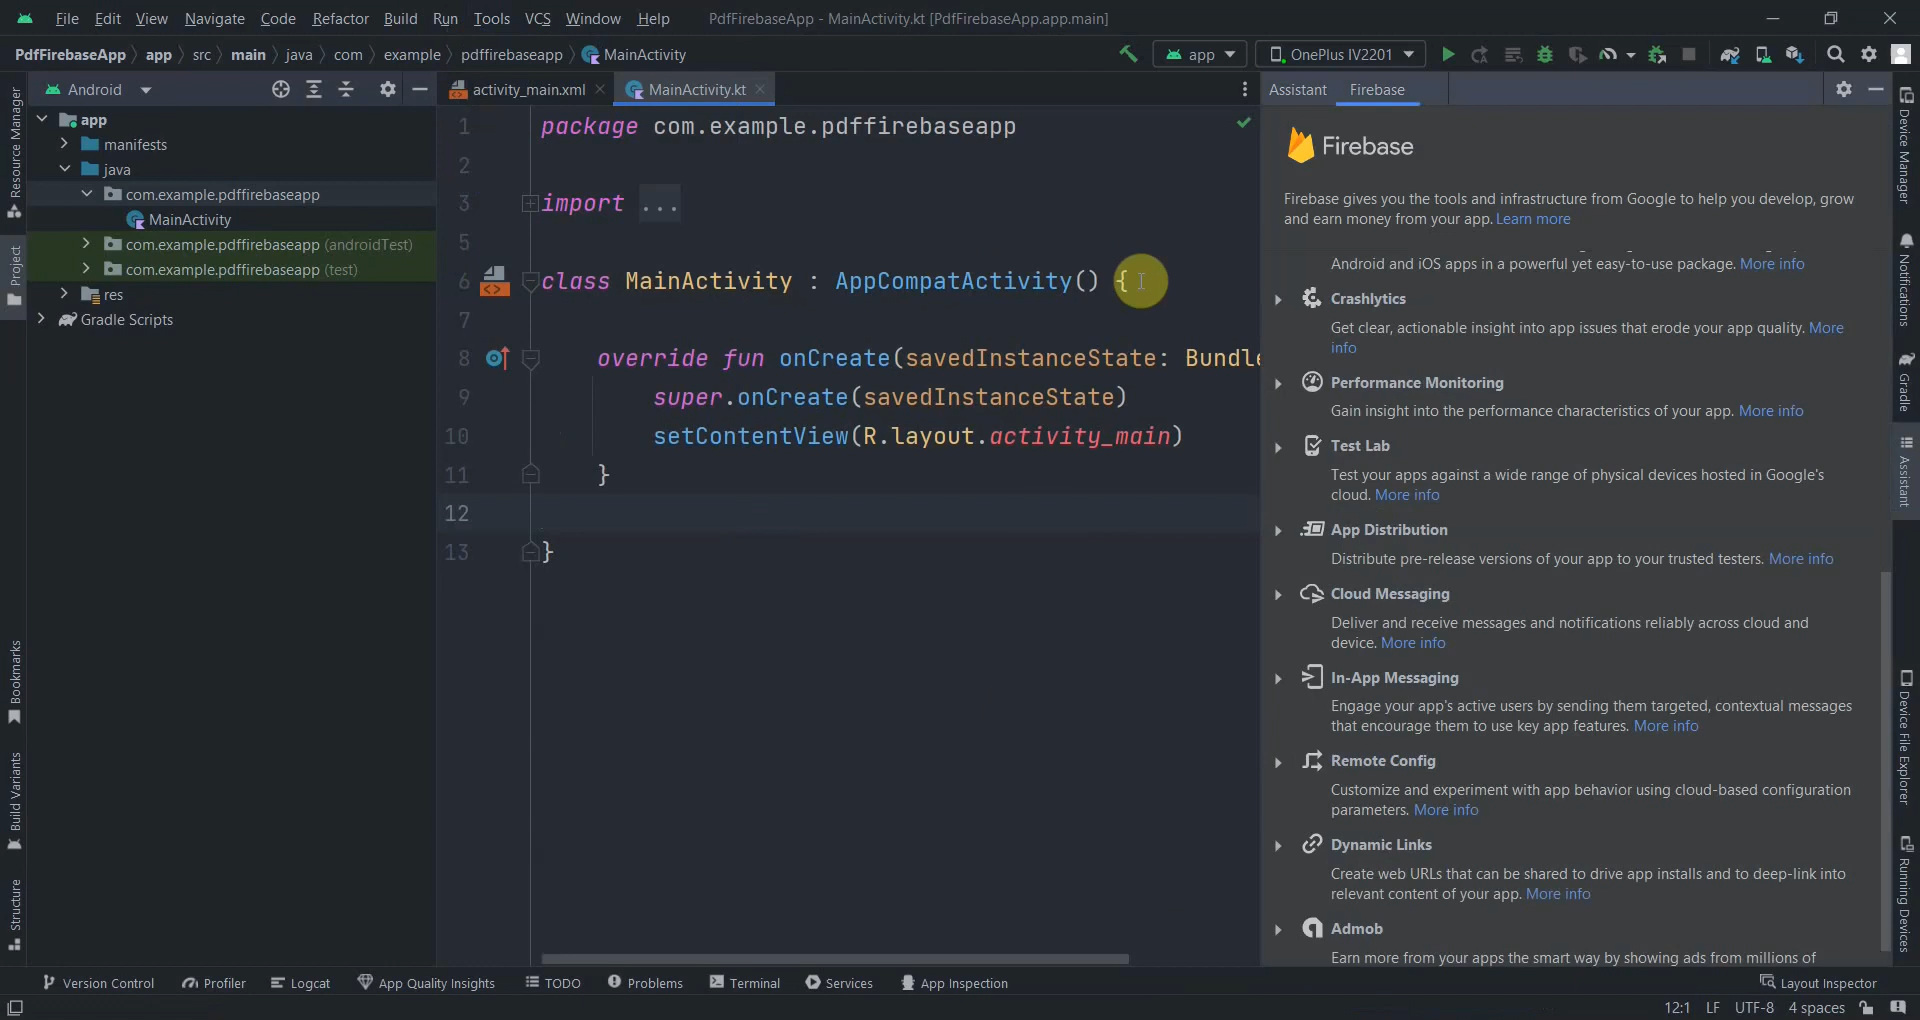 File Edit View Navigate Code Refactor Build Run Tools VCS Window Help PdfFirebaseApp - MainActivity.kt [PdfFirebaseApp.app.main]
PdfFirebaseApp app src main java com example pdffirebaseapp MainActivity app OnePlus IV2201
Android
app
manifests
java
com.example.pdffirebaseapp
MainActivity
com.example.pdffirebaseapp (androidTest)
com.example.pdffirebaseapp (test)
res
Gradle Scripts
Resource Manager
Project
Bookmarks
Build Variants
Structure
activity_main.xml MainActivity.kt
1 package com.example.pdffirebaseapp
2
3 import ...
5
6 class MainActivity : AppCompatActivity() {
7
8 override fun onCreate(savedInstanceState: Bundle
9 super.onCreate(savedInstanceState)
10 setContentView(R.layout.activity_main)
11 }
12
13 }
Assistant Firebase
Firebase
Firebase gives you the tools and infrastructure from Google to help you develop, grow
and earn money from your app. Learn more
Android and iOS apps in a powerful yet easy-to-use package. More info
Crashlytics
Get clear, actionable insight into app issues that erode your app quality. More
info
Performance Monitoring
Gain insight into the performance characteristics of your app. More info
Test Lab
Test your apps against a wide range of physical devices hosted in Google's
cloud. More info
App Distribution
Distribute pre-release versions of your app to your trusted testers. More info
Cloud Messaging
Deliver and receive messages and notifications reliably across cloud and
device. More info
In-App Messaging
Engage your app's active users by sending them targeted, contextual messages
that encourage them to use key app features. More info
Remote Config
Customize and experiment with app behavior using cloud-based configuration
parameters. More info
Dynamic Links
Create web URLs that can be shared to drive app installs and to deep-link into
relevant content of your app. More info
Admob
Earn more from your apps the smart way by showing ads from millions of
Device Manager
Notifications
Gradle
Assistant
Device File Explorer
Running Devices
Version Control Profiler Logcat App Quality Insights TODO Problems Terminal Services App Inspection Layout Inspector
12:1 LF UTF-8 4 spaces